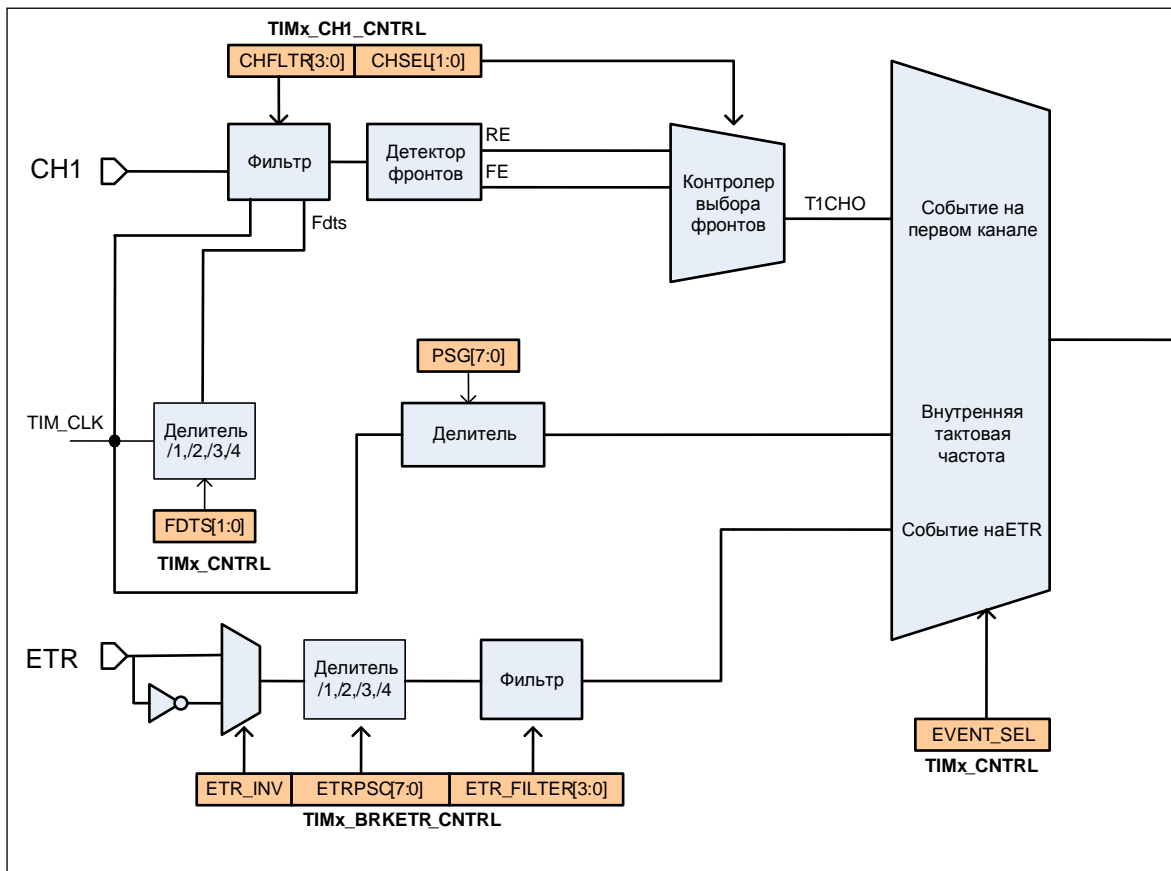 TIMx_CH1_CNTRL
CHFLTR[3:0]
CHSEL[1:0]
CH1
Фильтр
Детектор
фронтов
RE
FE
Контролер
выбора
фронтов
T1CHO
Событие на
первом канале
Fdts
PSG[7:0]
TIM_CLK
Делитель
/1,/2,/3,/4
Делитель
Внутренняя
тактовая
частота
FDTS[1:0]
TIMx_CNTRL
Событие наETR
ETR
Делитель
/1,/2,/3,/4
Фильтр
ETR_INV
ETRPSC[7:0]
ETR_FILTER[3:0]
TIMx_BRKETR_CNTRL
EVENT_SEL
TIMx_CNTRL